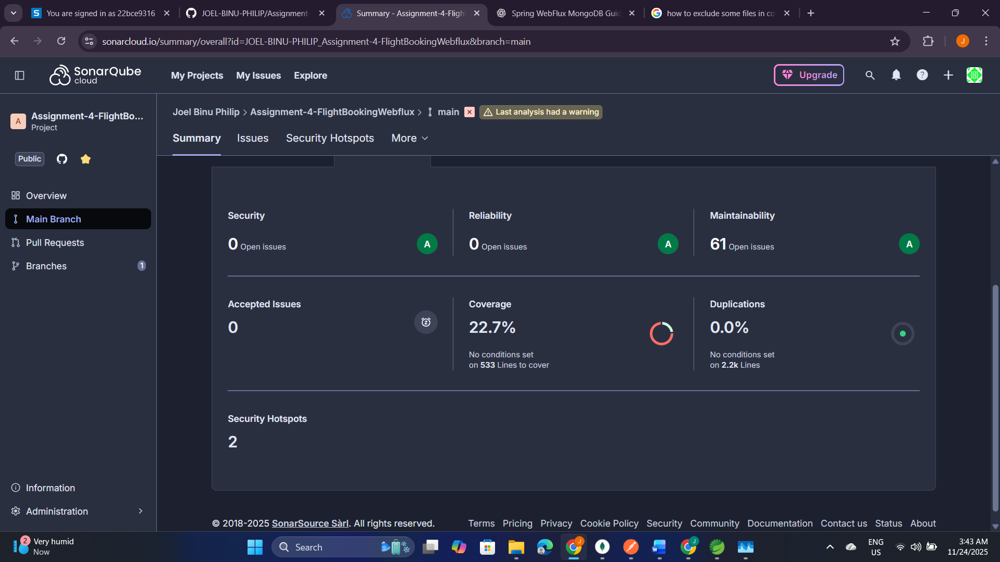 You are signed in as 22bce9316
JOEL-BINU-PHILIP/Assignment-
Summary - Assignment-4-Flight
Spring WebFlux MongoDB Guid
how to exclude some files in co
sonarcloud.io/summary/overall?id=JOEL-BINU-PHILIP_Assignment-4-FlightBookingWebflux&branch=main
J
SonarQube
cloud
My Projects
My Issues
Explore
Upgrade
A
Assignment-4-FlightBo...
Project
Public
Overview
Main Branch
Pull Requests
Branches
1
Information
Administration
Joel Binu Philip > Assignment-4-FlightBookingWebflux > main
Last analysis had a warning
Summary
Issues
Security Hotspots
More
Security
0 Open issues
A
Reliability
0 Open issues
A
Maintainability
61 Open issues
A
Accepted Issues
0
Coverage
22.7%
No conditions set
on 533 Lines to cover
Duplications
0.0%
No conditions set
on 2.2k Lines
Security Hotspots
2
© 2018-2025 SonarSource Sàrl. All rights reserved.
Terms Pricing Privacy Cookie Policy Security Community Documentation Contact us Status About
2
Very humid
Now
Search
ENG
US
3:43 AM
11/24/2025